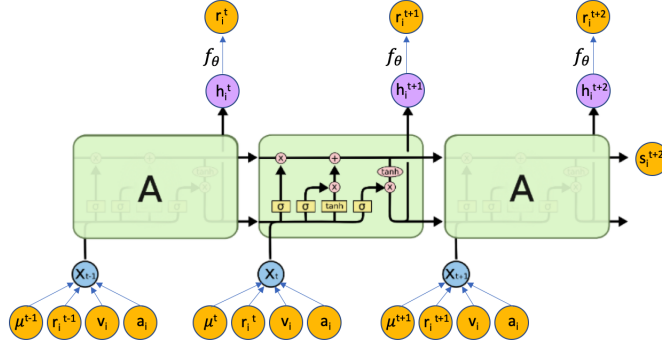 r_i^t r_i^{t+1} r_i^{t+2}
f_θ f_θ f_θ
h_i^t h_i^{t+1} h_i^{t+2}
A A
s_i^{t+2}
x + tanh
x x
σ σ tanh σ
X_{t-1} X_t X_{t+1}
μ^{t-1} r_i^{t-1} v_i a_i μ^t r_i^t v_i a_i μ^{t+1} r_i^{t+1} v_i a_i